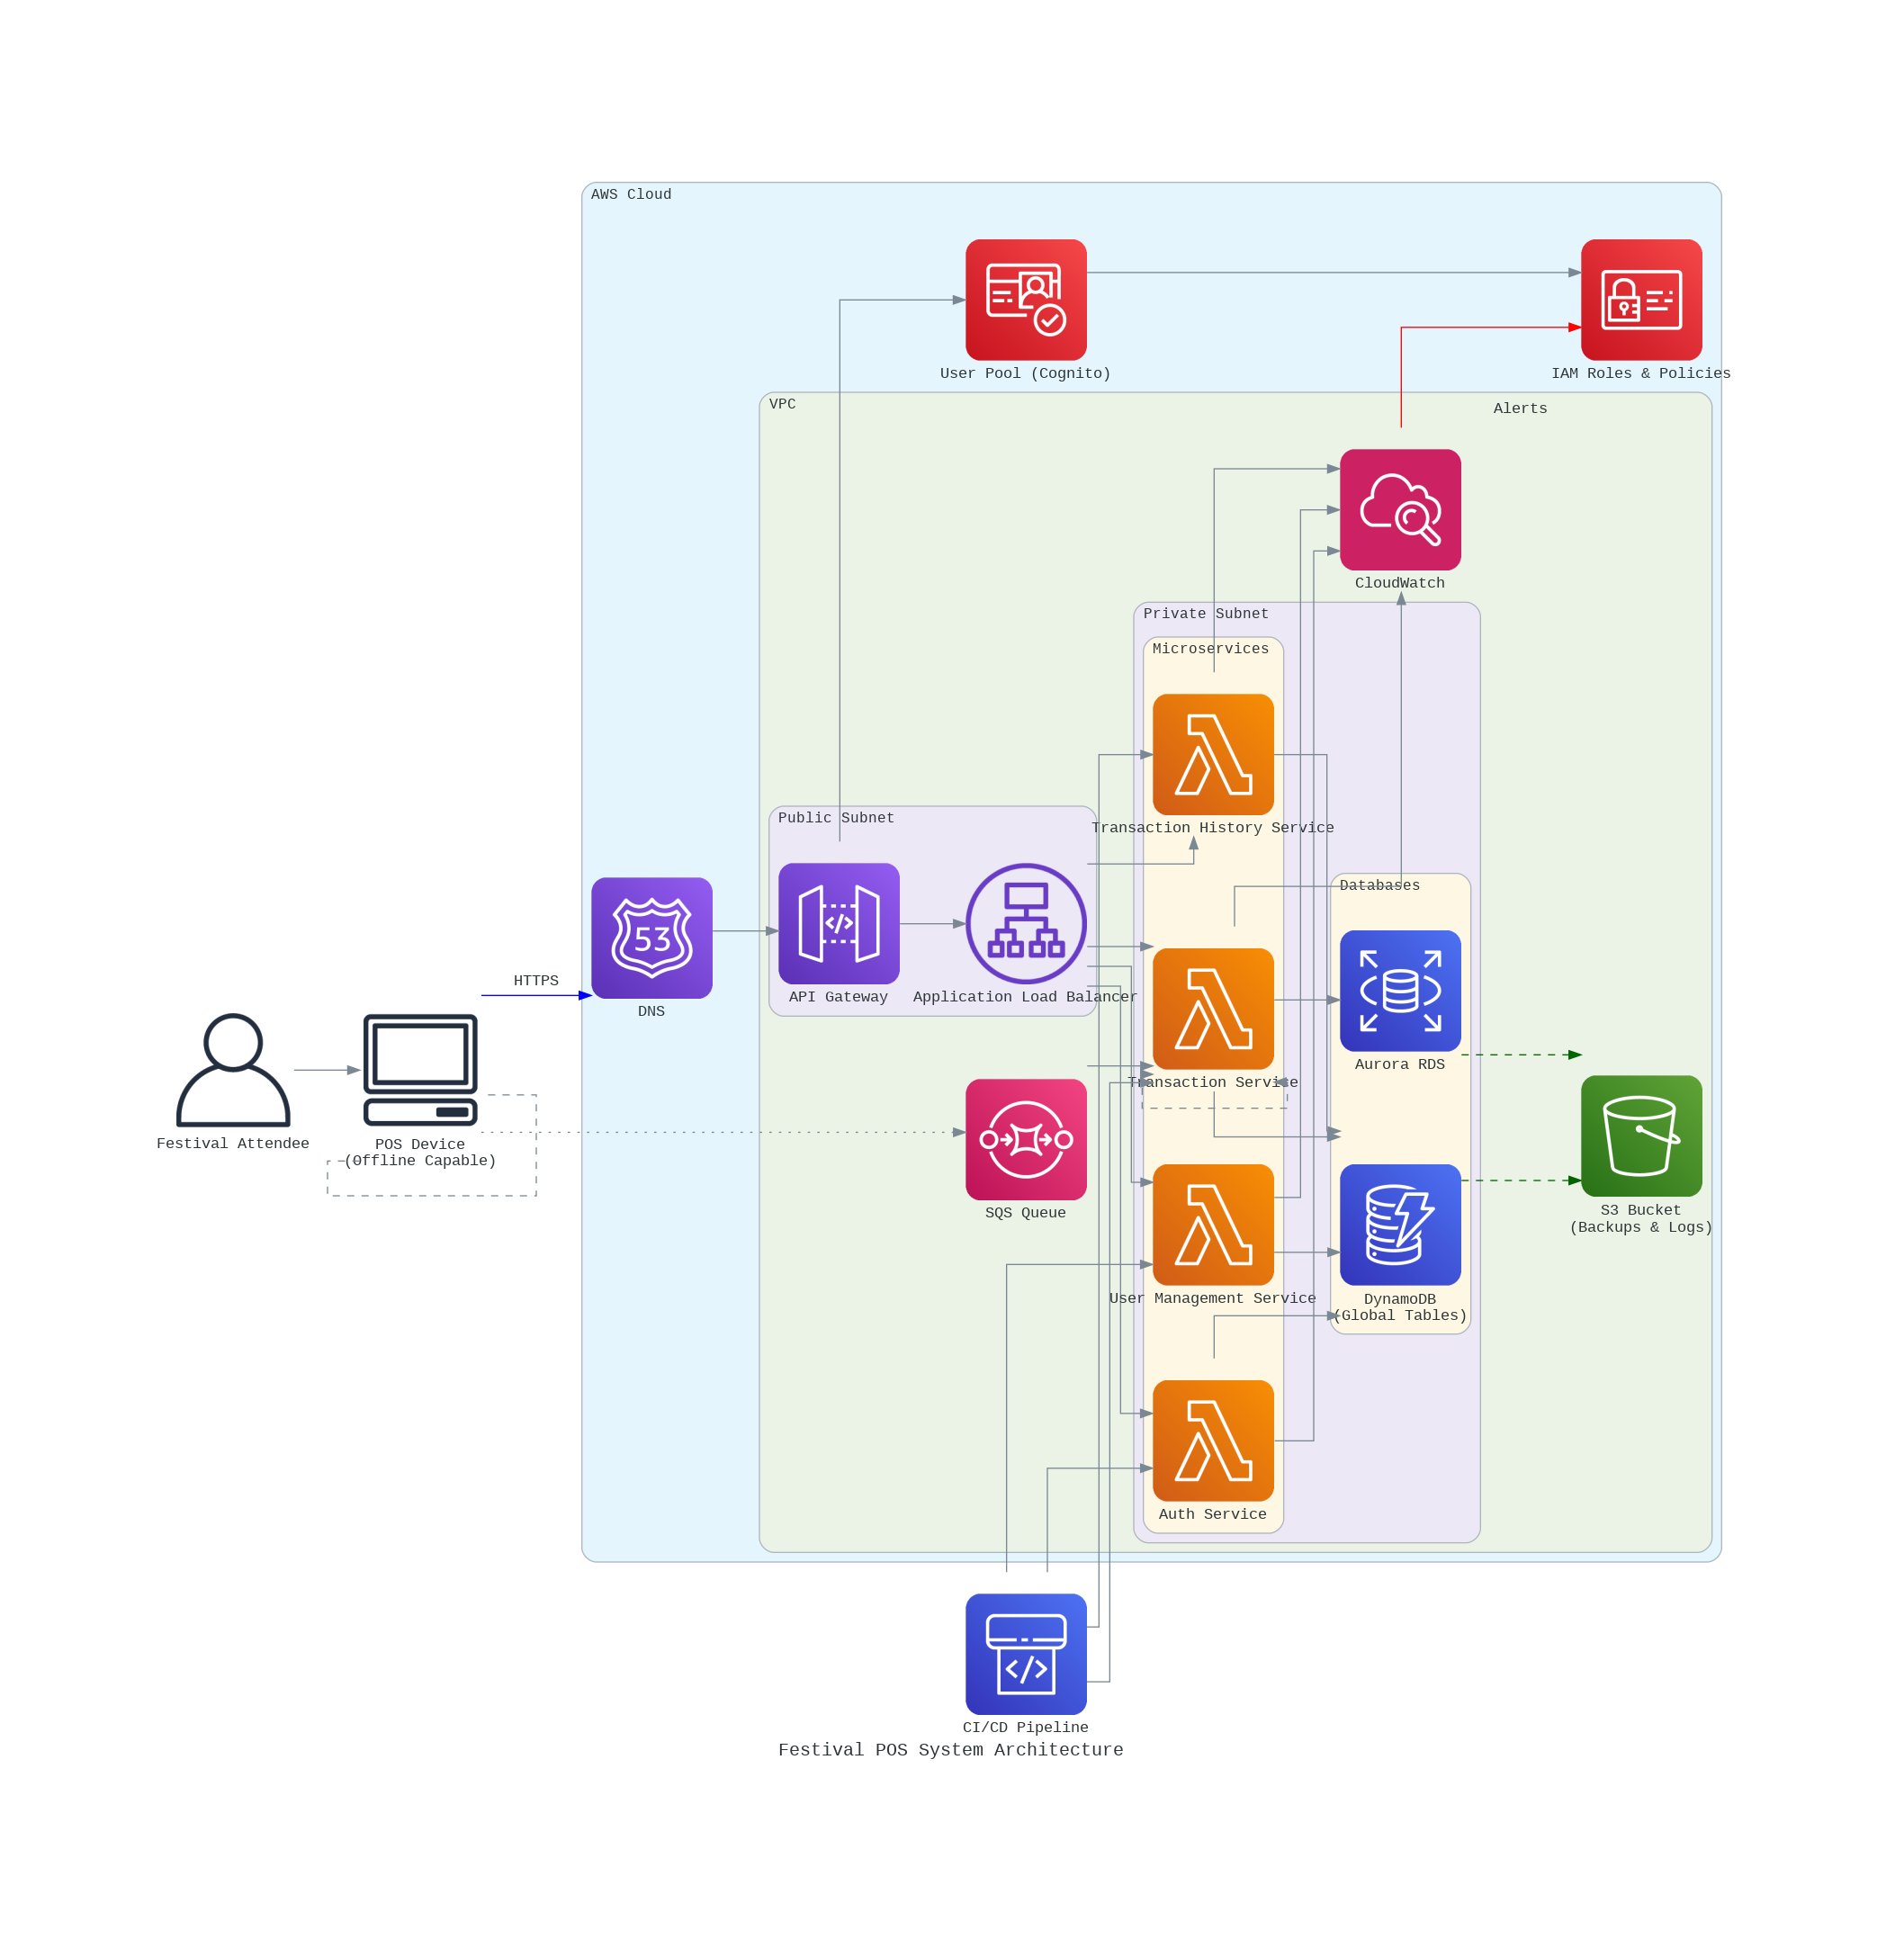 AWS Cloud
User Pool (Cognito)
IAM Roles & Policies
VPC
Alerts
CloudWatch
Private Subnet
Microservices
Transaction History Service
Public Subnet
53
API Gateway
Application Load Balancer
DNS
HTTPS
Databases
Aurora RDS
Transaction Service
Festival Attendee
POS Device
(Offline Capable)
SQS Queue
S3 Bucket
(Backups & Logs)
User Management Service
DynamoDB
(Global Tables)
Auth Service
CI/CD Pipeline
Festival POS System Architecture